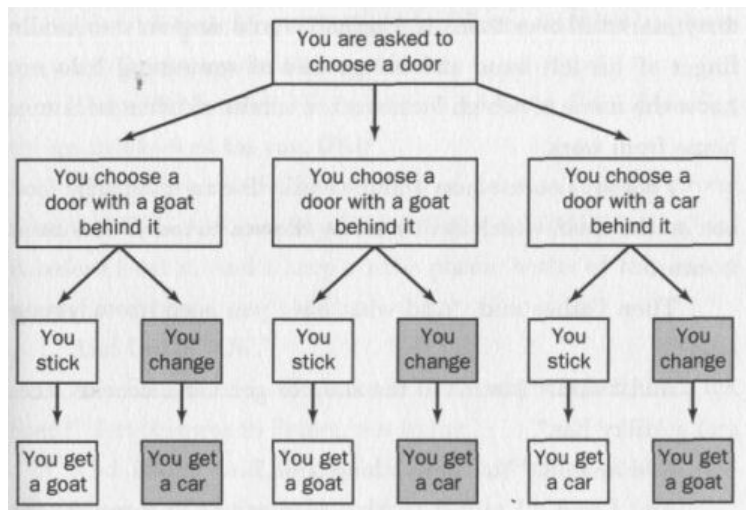 You are asked to
choose a door
You choose a
door with a goat
behind it
You choose a
door with a goat
behind it
You choose a
door with a car
behind it
You
stick
You
change
You
stick
You
change
You
stick
You
change
You get
a goat
You get
a car
You get
a goat
You get
a car
You get
a car
You get
a goat